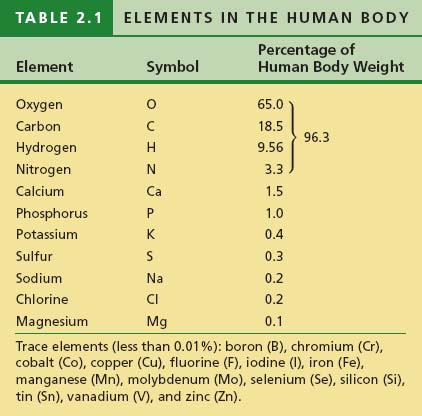 TABLE 2.1 ELEMENTS IN THE HUMAN BODY
Element Symbol Percentage of Human Body Weight
Oxygen O 65.0
Carbon C 18.5
96.3
Hydrogen H 9.56
Nitrogen N 3.3
Calcium Ca 1.5
Phosphorus P 1.0
Potassium K 0.4
Sulfur S 0.3
Sodium Na 0.2
Chlorine Cl 0.2
Magnesium Mg 0.1
Trace elements (less than 0.01%): boron (B), chromium (Cr),
cobalt (Co), copper (Cu), fluorine (F), iodine (I), iron (Fe),
manganese (Mn), molybdenum (Mo), selenium (Se), silicon (Si),
tin (Sn), vanadium (V), and zinc (Zn).